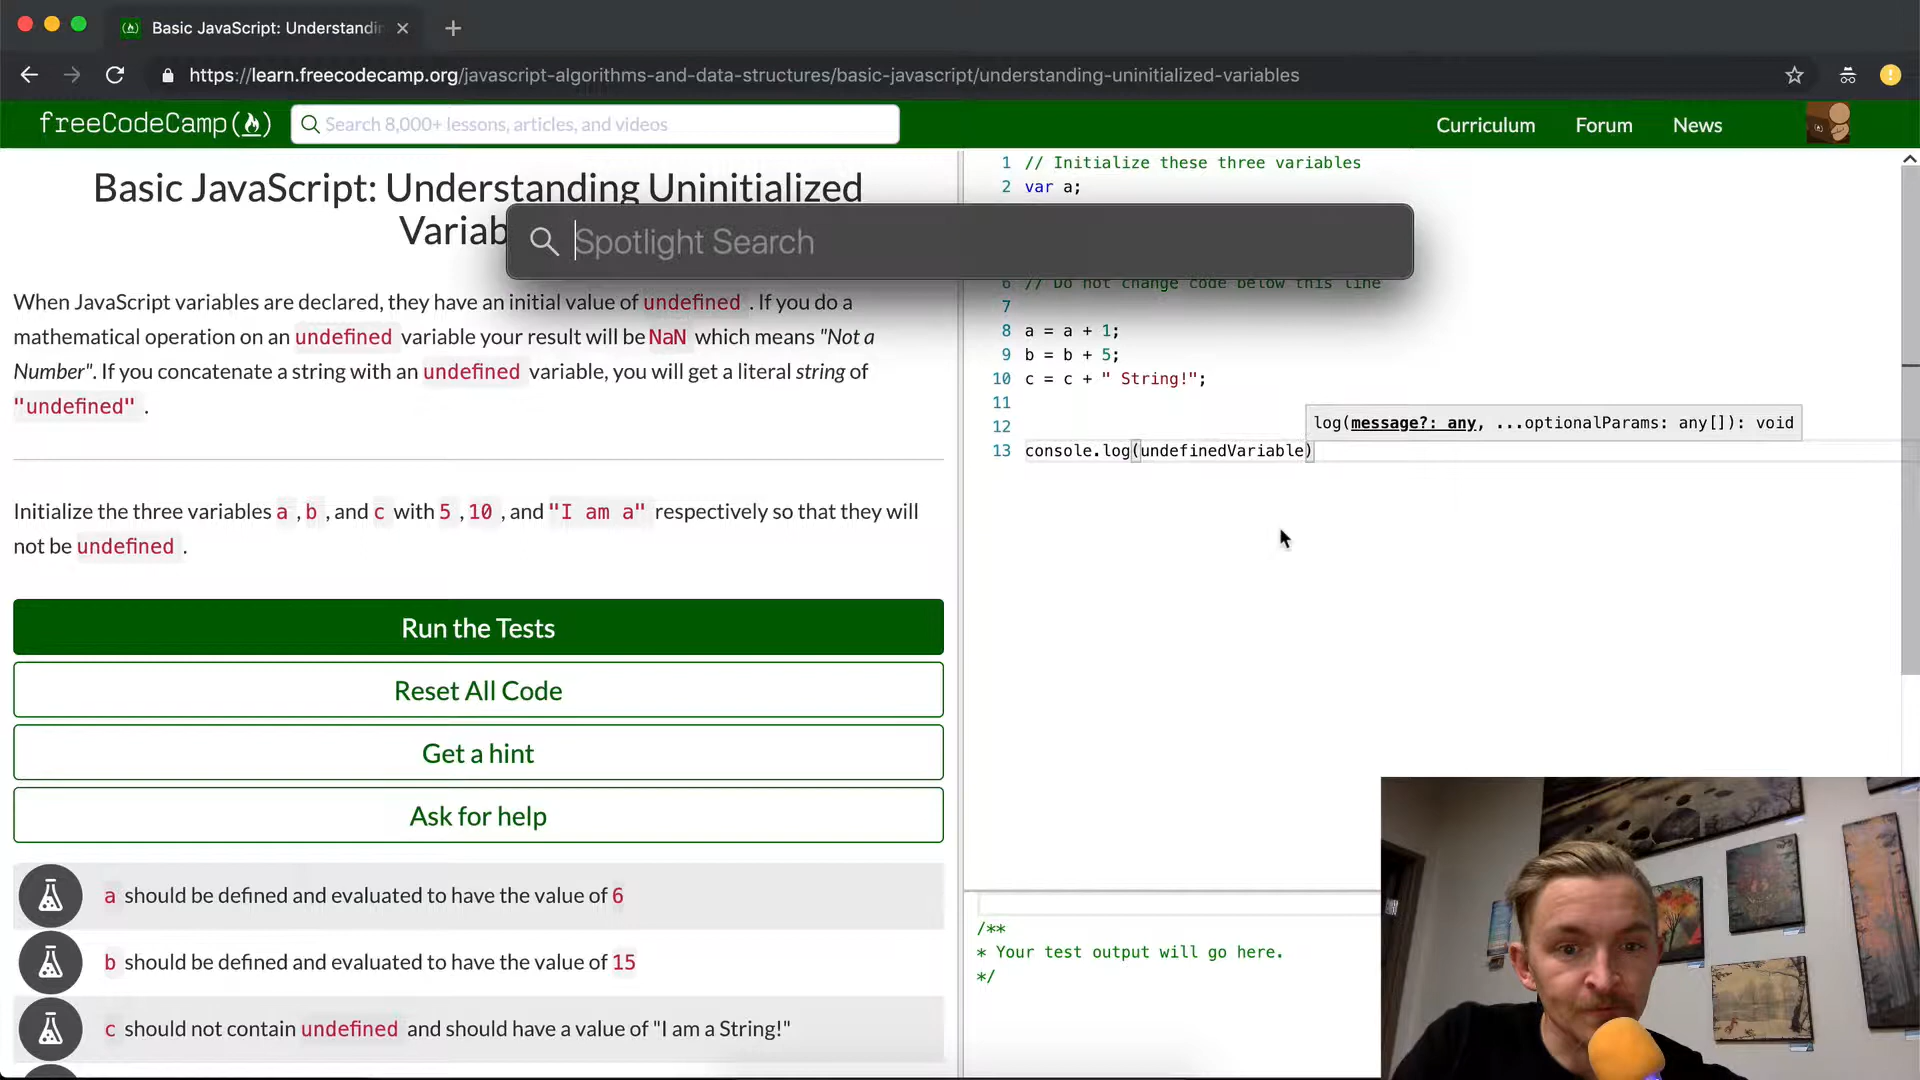 Basic JavaScript: Understandin
https://learn.freecodecamp.org/javascript-algorithms-and-data-structures/basic-javascript/understanding-uninitialized-variables
freeCodeCamp(🔥)
Search 8,000+ lessons, articles, and videos
Curriculum
Forum
News
Basic JavaScript: Understanding Uninitialized
Variab
Spotlight Search
When JavaScript variables are declared, they have an initial value of undefined . If you do a
mathematical operation on an undefined variable your result will be NaN which means "Not a
Number". If you concatenate a string with an undefined variable, you will get a literal string of
"undefined" .
Initialize the three variables a , b , and c with 5 , 10 , and "I am a" respectively so that they will
not be undefined .
Run the Tests
Reset All Code
Get a hint
Ask for help
a should be defined and evaluated to have the value of 6
b should be defined and evaluated to have the value of 15
c should not contain undefined and should have a value of "I am a String!"
1 // Initialize these three variables
2 var a;
6 // Do not change code below this line
7
8 a = a + 1;
9 b = b + 5;
10 c = c + " String!";
11
12
log(message?: any, ...optionalParams: any[]): void
13 console.log(undefinedVariable)
/**
* Your test output will go here.
*/